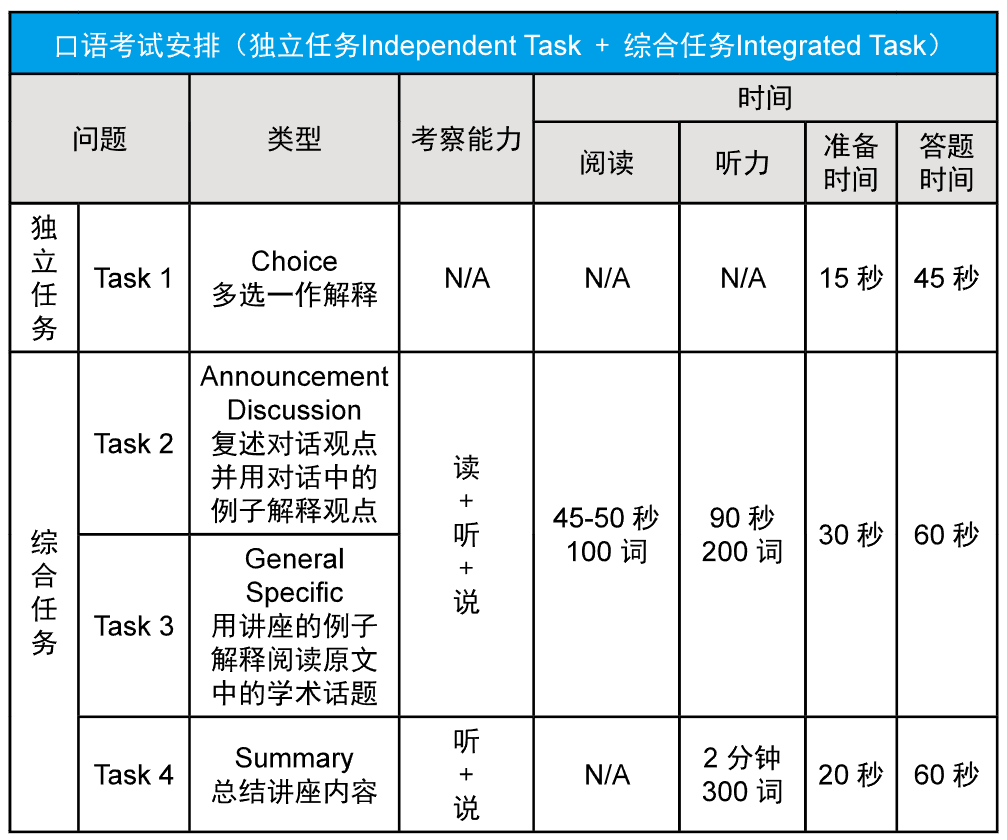 口语考试安排（独立任务Independent Task + 综合任务Integrated Task）
问题
类型
考察能力
时间
阅读
听力
准备
时间
答题
时间
独
立
任
务
Task 1
Choice
多选一作解释
N/A
N/A
N/A
15 秒
45 秒
综
合
任
务
Task 2
Announcement
Discussion
复述对话观点
并用对话中的
例子解释观点
读
+
听
+
说
45-50 秒
100 词
90 秒
200 词
30 秒
60 秒
Task 3
General
Specific
用讲座的例子
解释阅读原文
中的学术话题
Task 4
Summary
总结讲座内容
听
+
说
N/A
2 分钟
300 词
20 秒
60 秒